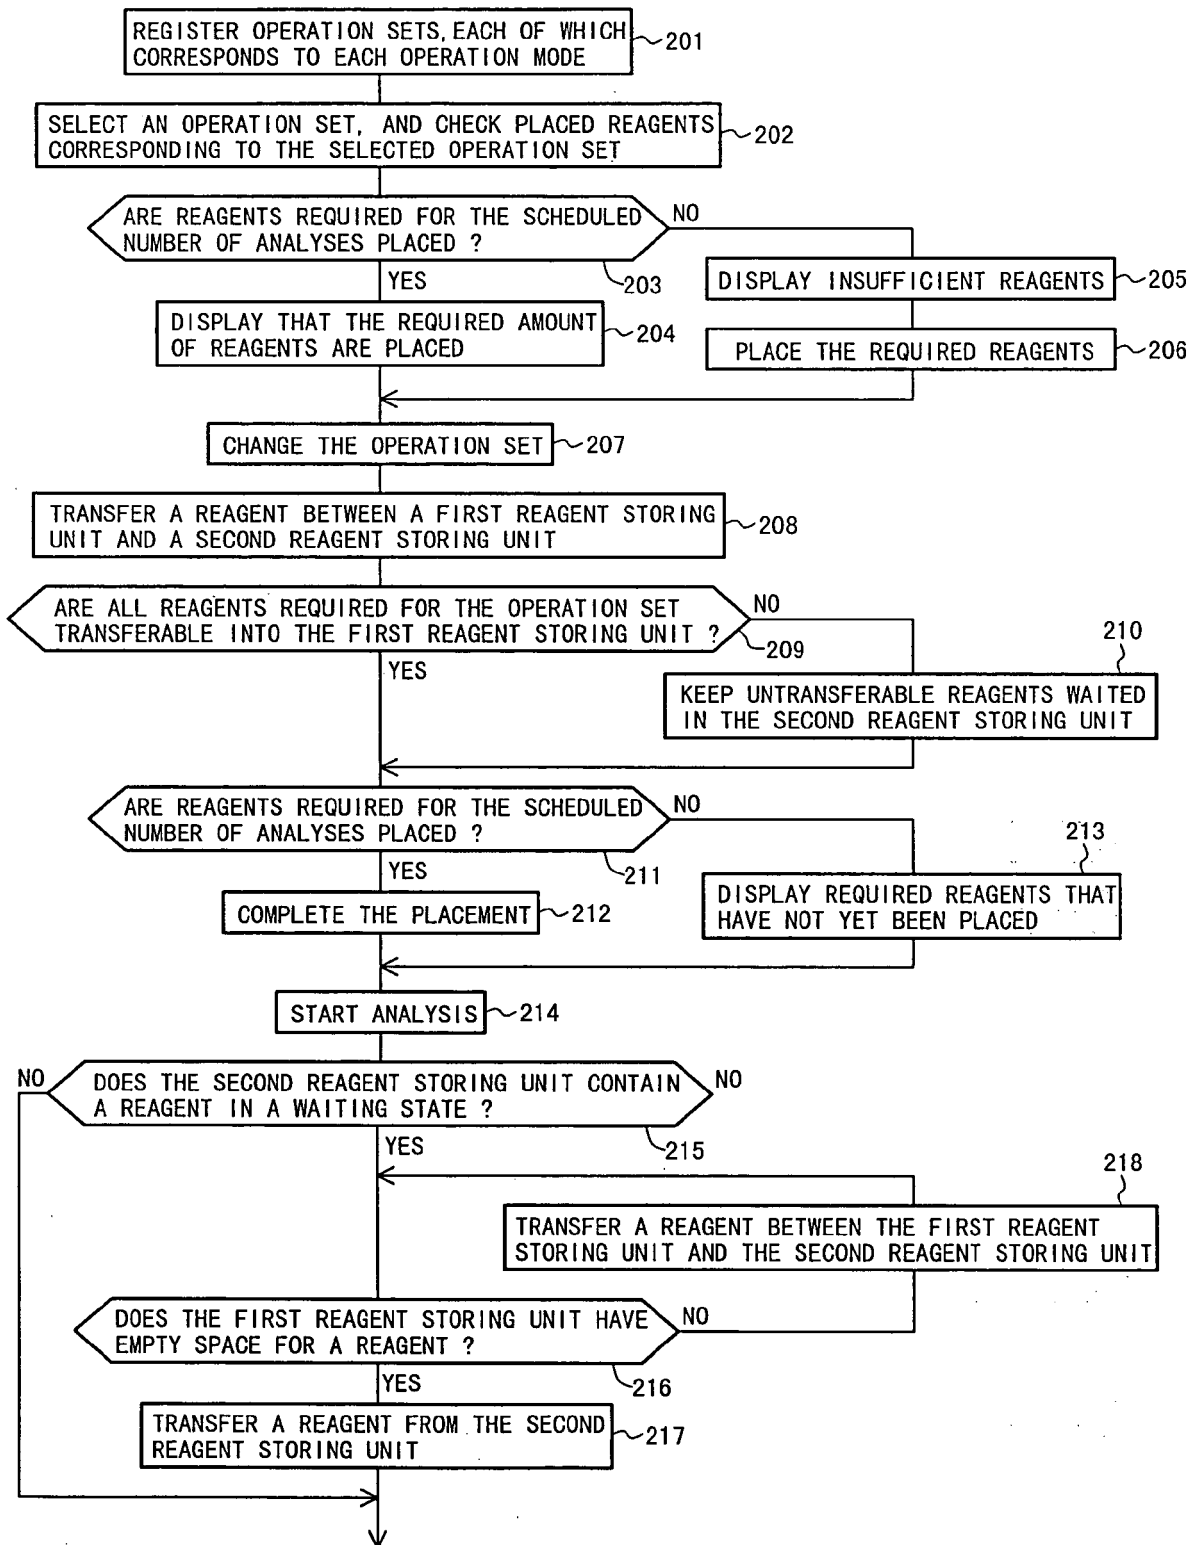 REGISTER OPERATION SETS, EACH OF WHICH
CORRESPONDS TO EACH OPERATION MODE
201
SELECT AN OPERATION SET, AND CHECK PLACED REAGENTS
CORRESPONDING TO THE SELECTED OPERATION SET
202
ARE REAGENTS REQUIRED FOR THE SCHEDULED
NUMBER OF ANALYSES PLACED ?
NO
203
YES
DISPLAY INSUFFICIENT REAGENTS
205
DISPLAY THAT THE REQUIRED AMOUNT
OF REAGENTS ARE PLACED
204
PLACE THE REQUIRED REAGENTS
206
CHANGE THE OPERATION SET
207
TRANSFER A REAGENT BETWEEN A FIRST REAGENT STORING
UNIT AND A SECOND REAGENT STORING UNIT
208
ARE ALL REAGENTS REQUIRED FOR THE OPERATION SET
TRANSFERABLE INTO THE FIRST REAGENT STORING UNIT ?
NO
209
YES
210
KEEP UNTRANSFERABLE REAGENTS WAITED
IN THE SECOND REAGENT STORING UNIT
ARE REAGENTS REQUIRED FOR THE SCHEDULED
NUMBER OF ANALYSES PLACED ?
NO
211
YES
213
DISPLAY REQUIRED REAGENTS THAT
HAVE NOT YET BEEN PLACED
COMPLETE THE PLACEMENT
212
START ANALYSIS
214
NO
DOES THE SECOND REAGENT STORING UNIT CONTAIN
A REAGENT IN A WAITING STATE ?
NO
215
YES
218
TRANSFER A REAGENT BETWEEN THE FIRST REAGENT
STORING UNIT AND THE SECOND REAGENT STORING UNIT
DOES THE FIRST REAGENT STORING UNIT HAVE
EMPTY SPACE FOR A REAGENT ?
NO
216
YES
TRANSFER A REAGENT FROM THE SECOND
REAGENT STORING UNIT
217